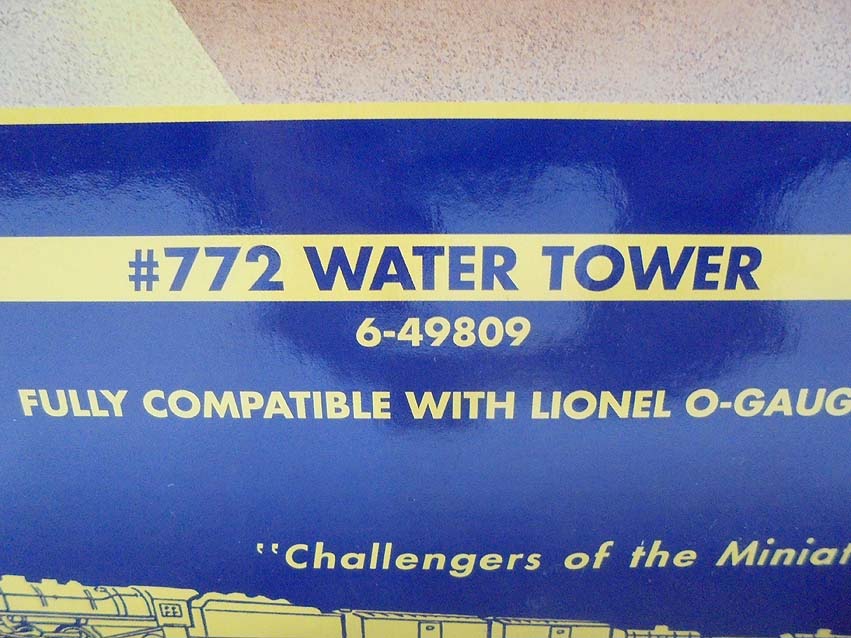 #772 WATER TOWER
6-49809
FULLY COMPATIBLE WITH LIONEL O-GAUG
"Challengers of the Miniat